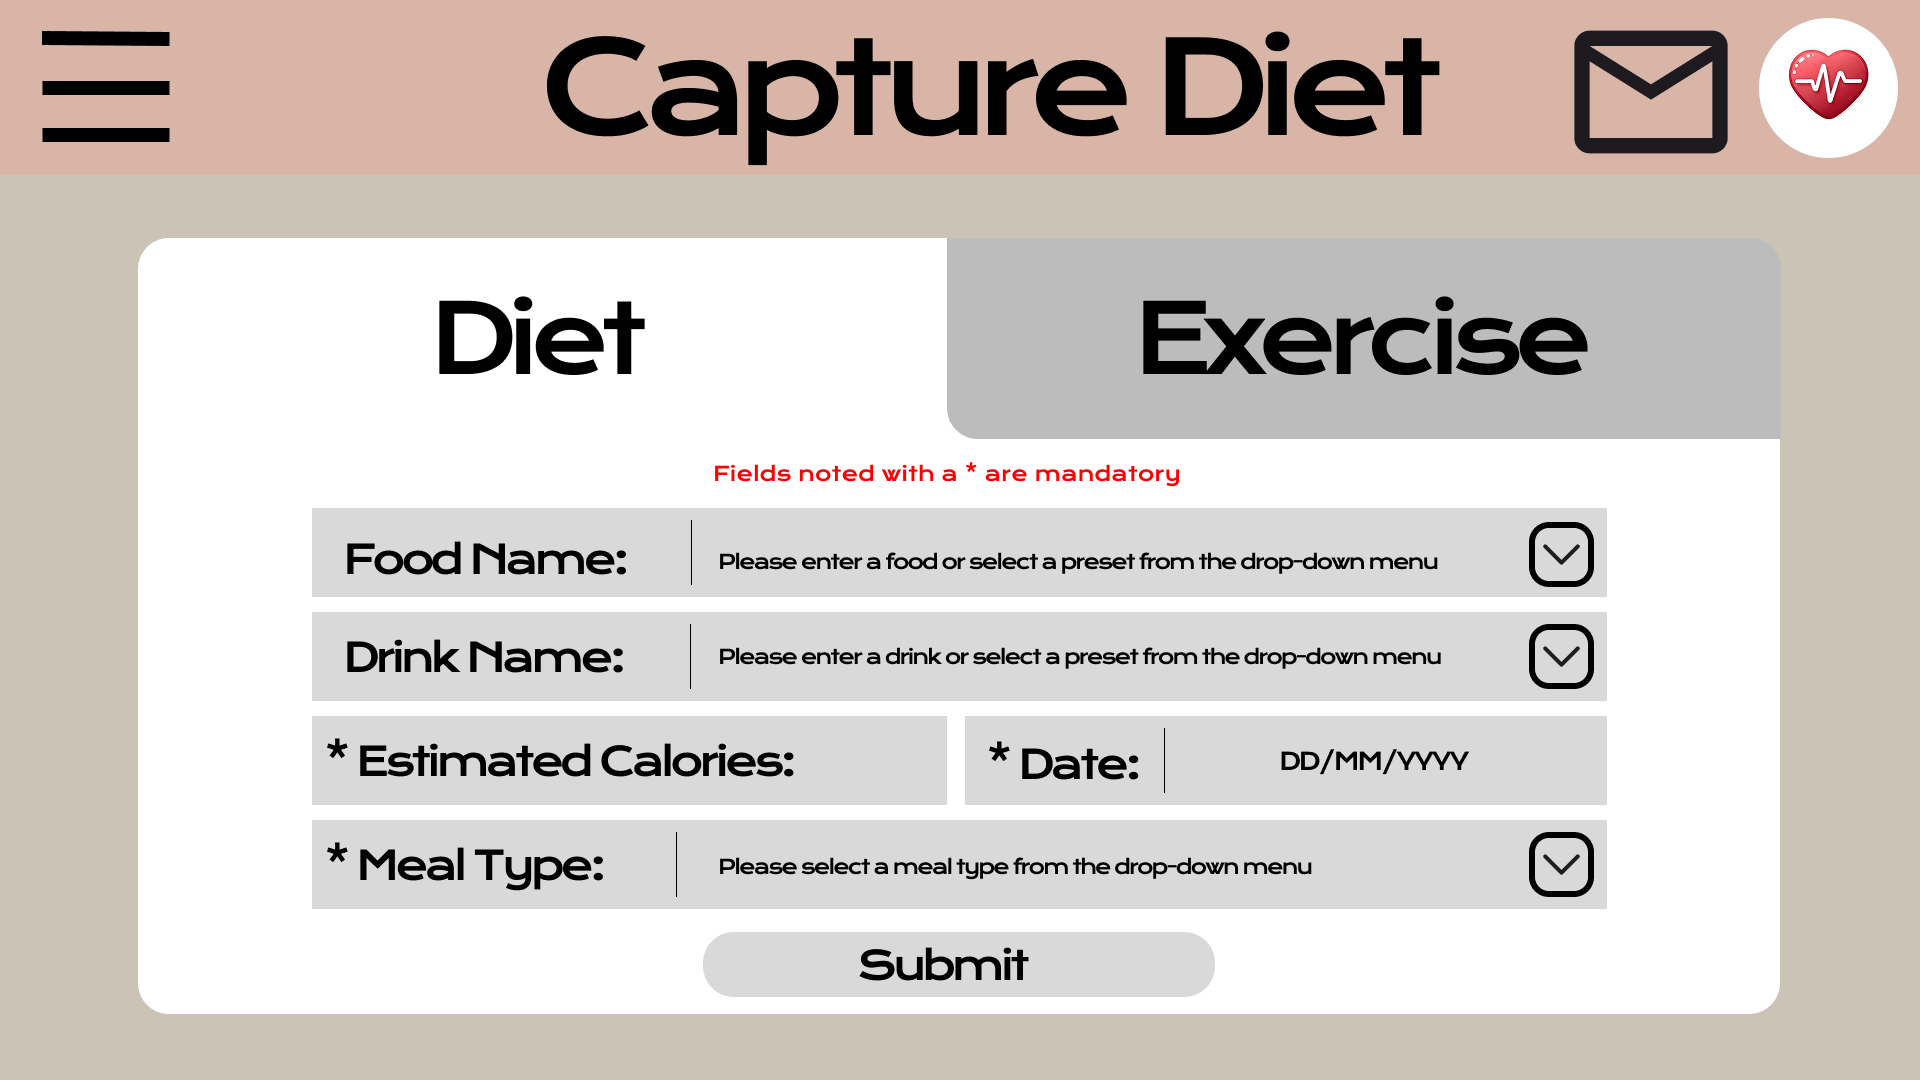 Capture Diet
Diet
Exercise
Fields noted with a * are mandatory
Food Name:
Please enter a food or select a preset from the drop-down menu
Drink Name:
Please enter a drink or select a preset from the drop-down menu
* Estimated Calories:
* Date:
DD/MM/YYYY
* Meal Type:
Please select a meal type from the drop-down menu
Submit